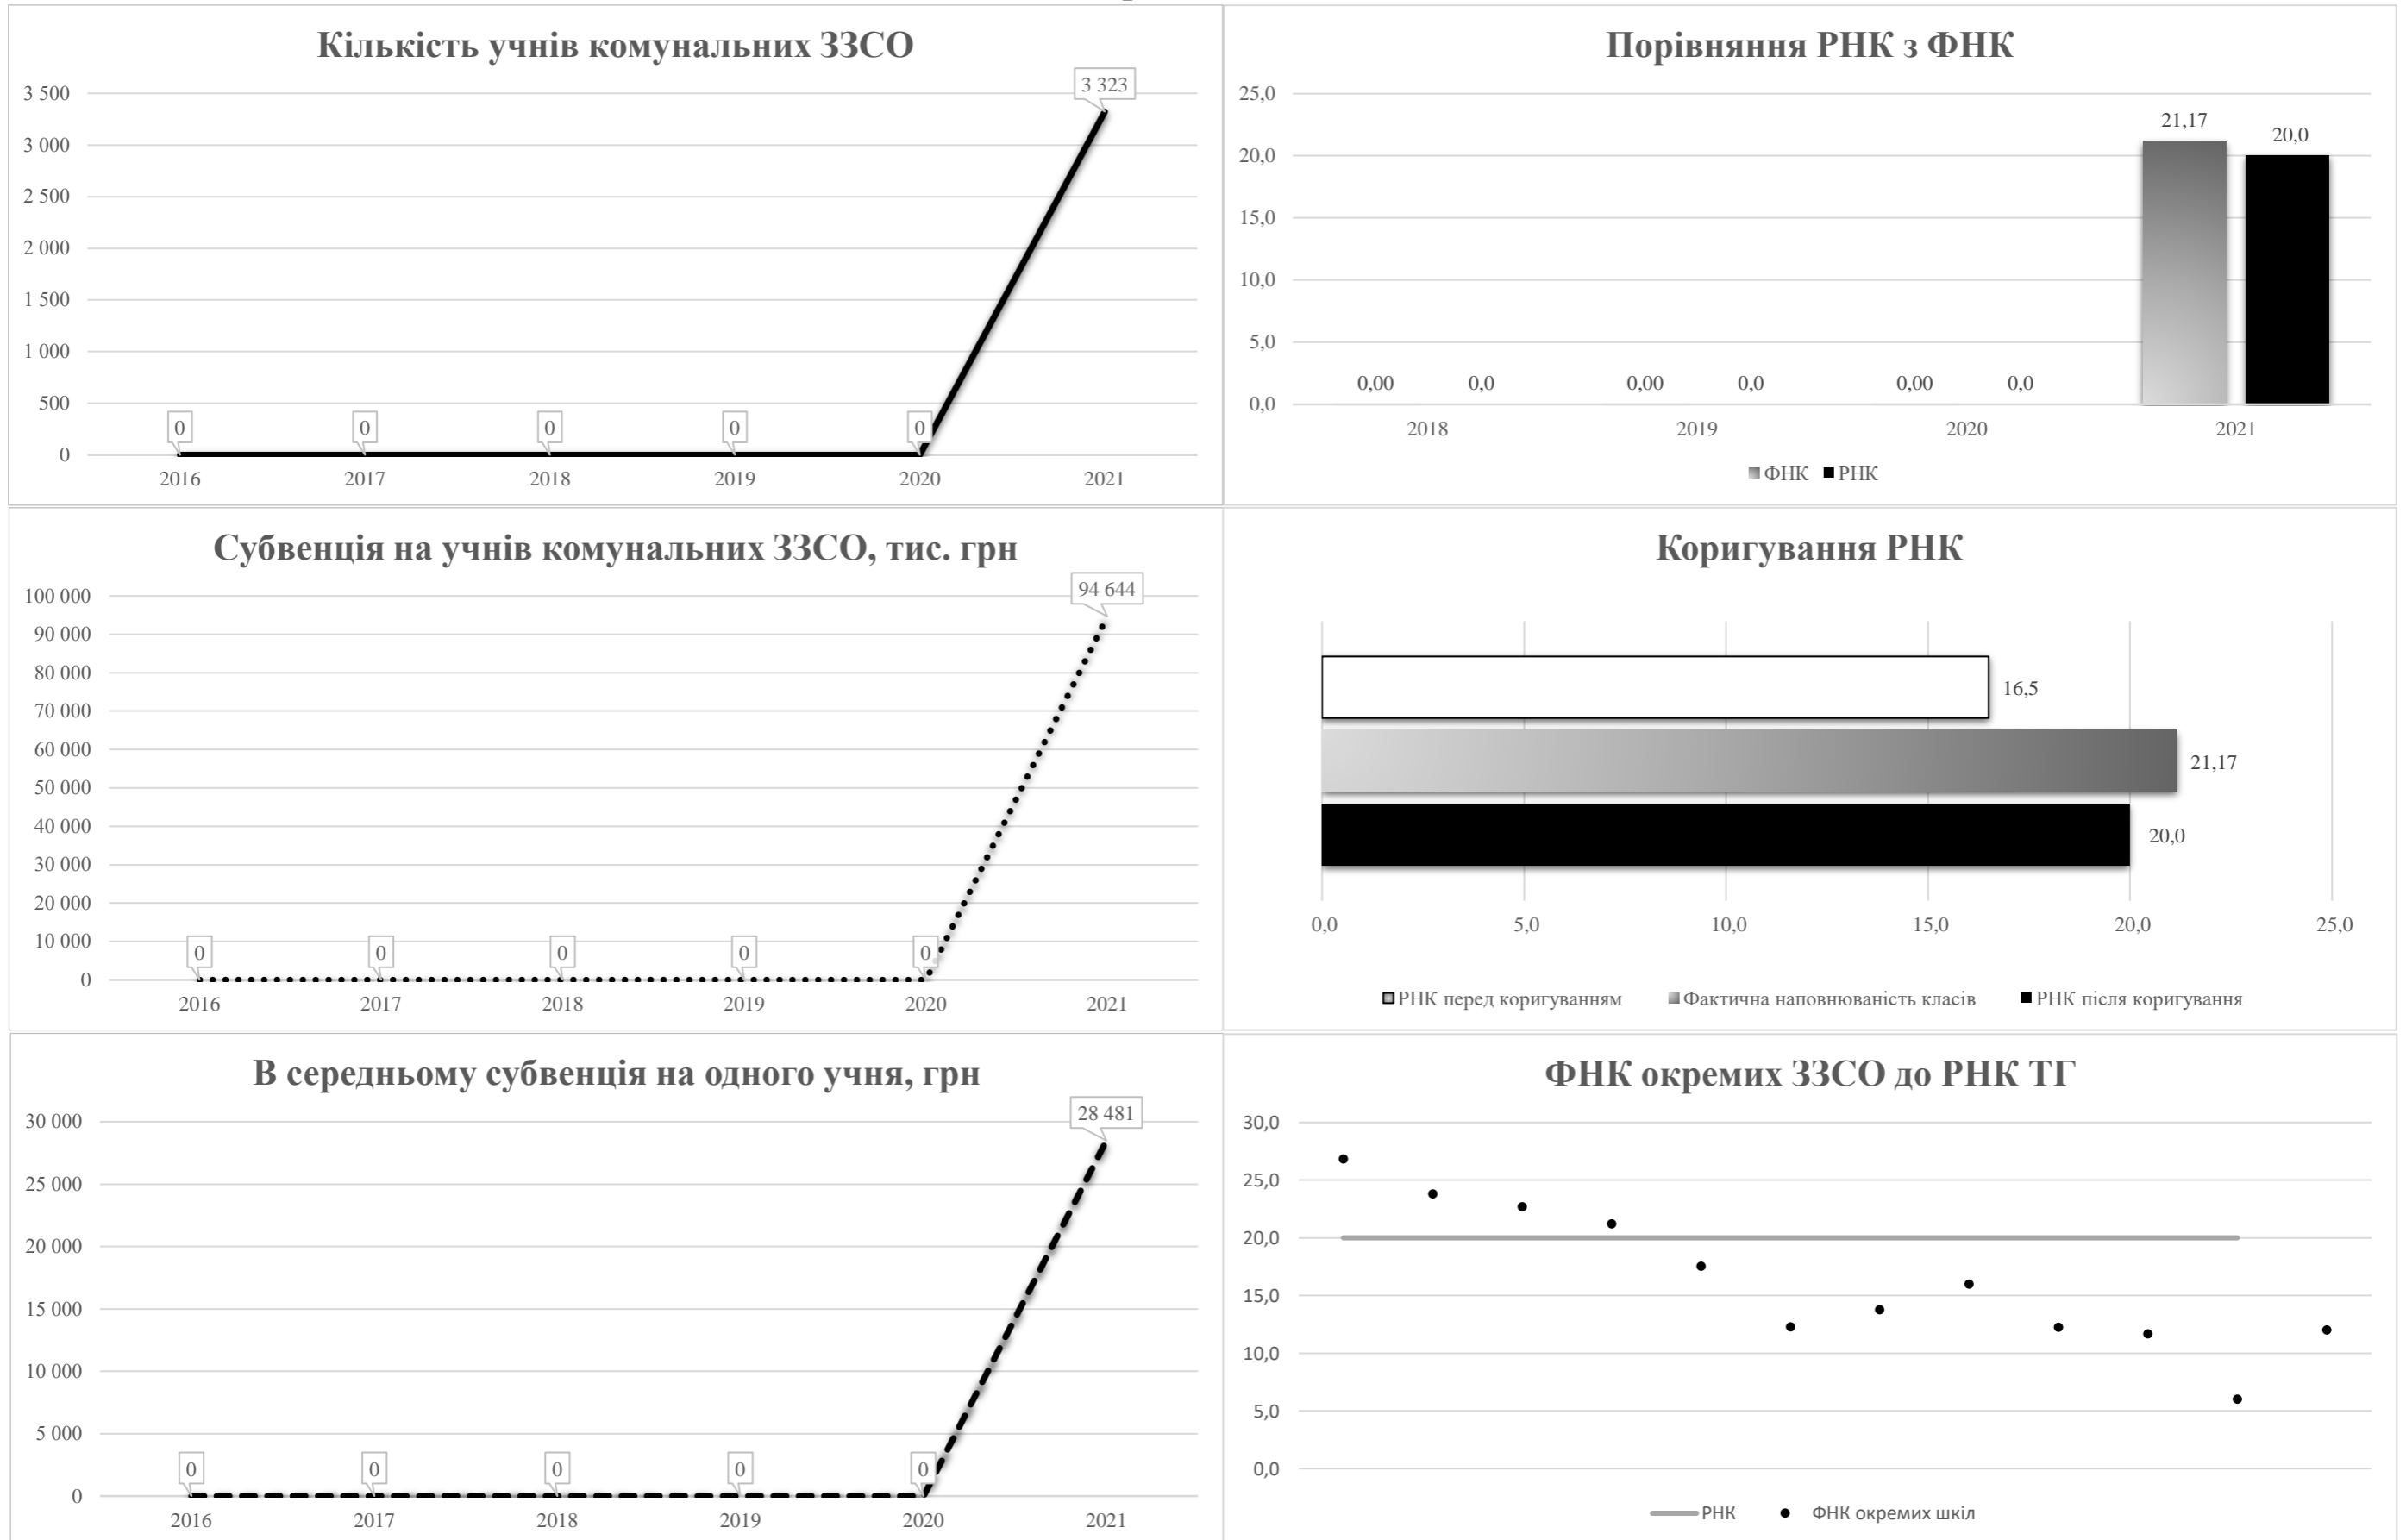 Кількість учнів комунальних ЗЗСО
3 323
3 500
3 000
2 500
2 000
1 500
1 000
500
0
0 0 0 0 0
2016 2017 2018 2019 2020 2021
Порівняння РНК з ФНК
25,0
20,0
15,0
10,0
5,0
0,0
21,17 20,0
0,00 0,0 0,00 0,0 0,00 0,0
2018 2019 2020 2021
ФНК РНК
Субвенція на учнів комунальних ЗЗСО, тис. грн
94 644
100 000
90 000
80 000
70 000
60 000
50 000
40 000
30 000
20 000
10 000
0
0 0 0 0 0
2016 2017 2018 2019 2020 2021
Коригування РНК
16,5
21,17
20,0
0,0 5,0 10,0 15,0 20,0 25,0
РНК перед коригуванням Фактична наповнюваність класів РНК після коригування
В середньому субвенція на одного учня, грн
28 481
30 000
25 000
20 000
15 000
10 000
5 000
0
0 0 0 0 0
2016 2017 2018 2019 2020 2021
ФНК окремих ЗЗСО до РНК ТГ
30,0
25,0
20,0
15,0
10,0
5,0
0,0
РНК ФНК окремих шкіл